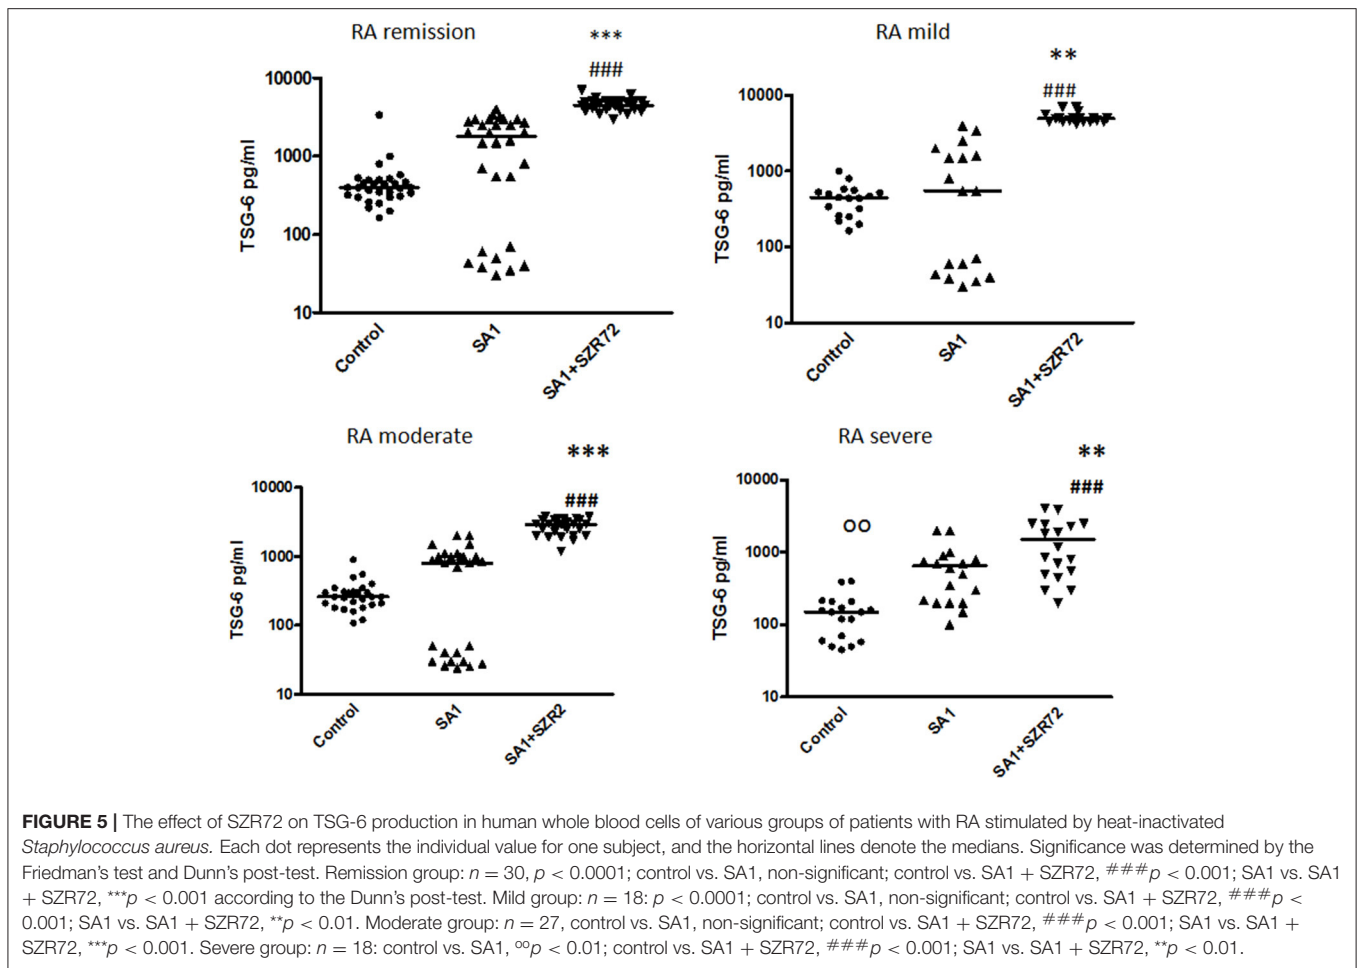 RA remission
***
###
10000
1000
100
10
TSG-6 pg/ml
Control
SA1
SA1+SZR72
RA mild
**
###
10000
1000
100
10
TSG-6 pg/ml
Control
SA1
SA1+SZR72
RA moderate
***
###
10000
1000
100
10
TSG-6 pg/ml
Control
SA1
SA1+SZR2
RA severe
**
###
oo
10000
1000
100
10
TSG-6 pg/ml
Control
SA1
SA1+SZR72
FIGURE 5 | The effect of SZR72 on TSG-6 production in human whole blood cells of various groups of patients with RA stimulated by heat-inactivated
Staphylococcus aureus. Each dot represents the individual value for one subject, and the horizontal lines denote the medians. Significance was determined by the
Friedman's test and Dunn's post-test. Remission group: n = 30, p < 0.0001; control vs. SA1, non-significant; control vs. SA1 + SZR72, ###p < 0.001; SA1 vs. SA1
+ SZR72, ***p < 0.001 according to the Dunn's post-test. Mild group: n = 18: p < 0.0001; control vs. SA1, non-significant; control vs. SA1 + SZR72, ###p <
0.001; SA1 vs. SA1 + SZR72, **p < 0.01. Moderate group: n = 27, control vs. SA1, non-significant; control vs. SA1 + SZR72, ###p < 0.001; SA1 vs. SA1 +
SZR72, ***p < 0.001. Severe group: n = 18: control vs. SA1, °°p < 0.01; control vs. SA1 + SZR72, ###p < 0.001; SA1 vs. SA1 + SZR72, **p < 0.01.